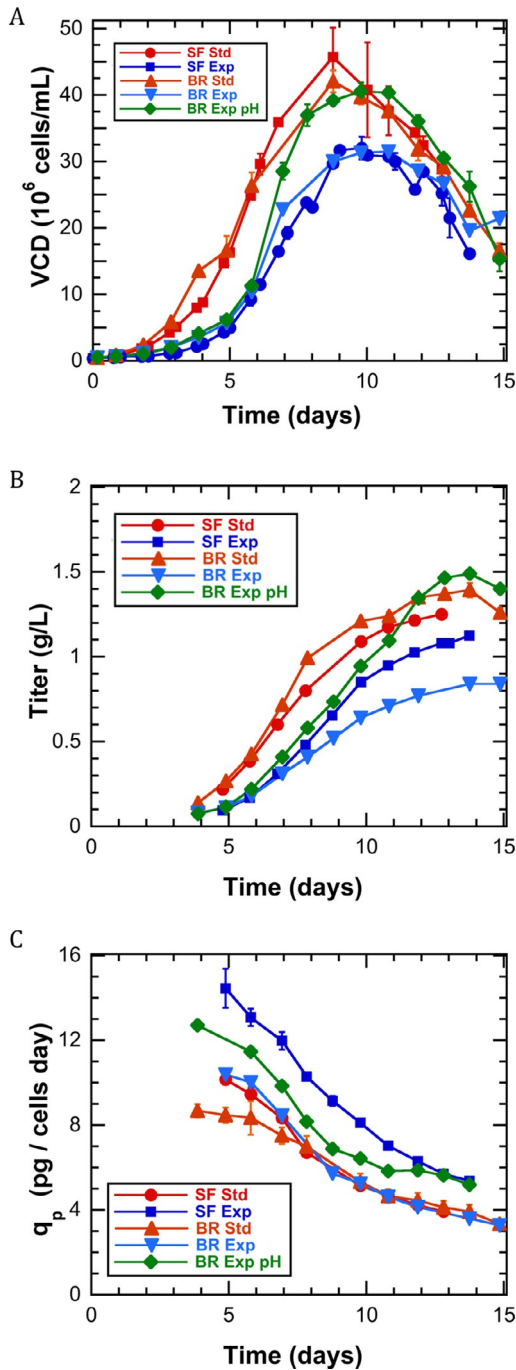 A
50
40
30
20
10
0
VCD (10⁶ cells/mL)
SF Std
SF Exp
BR Std
BR Exp
BR Exp pH
0 5 10 15
Time (days)
B
2
1.5
1
0.5
0
Titer (g/L)
SF Std
SF Exp
BR Std
BR Exp
BR Exp pH
0 5 10 15
Time (days)
C
16
12
8
4
0
qₚ (pg / cells day)
SF Std
SF Exp
BR Std
BR Exp
BR Exp pH
0 5 10 15
Time (days)